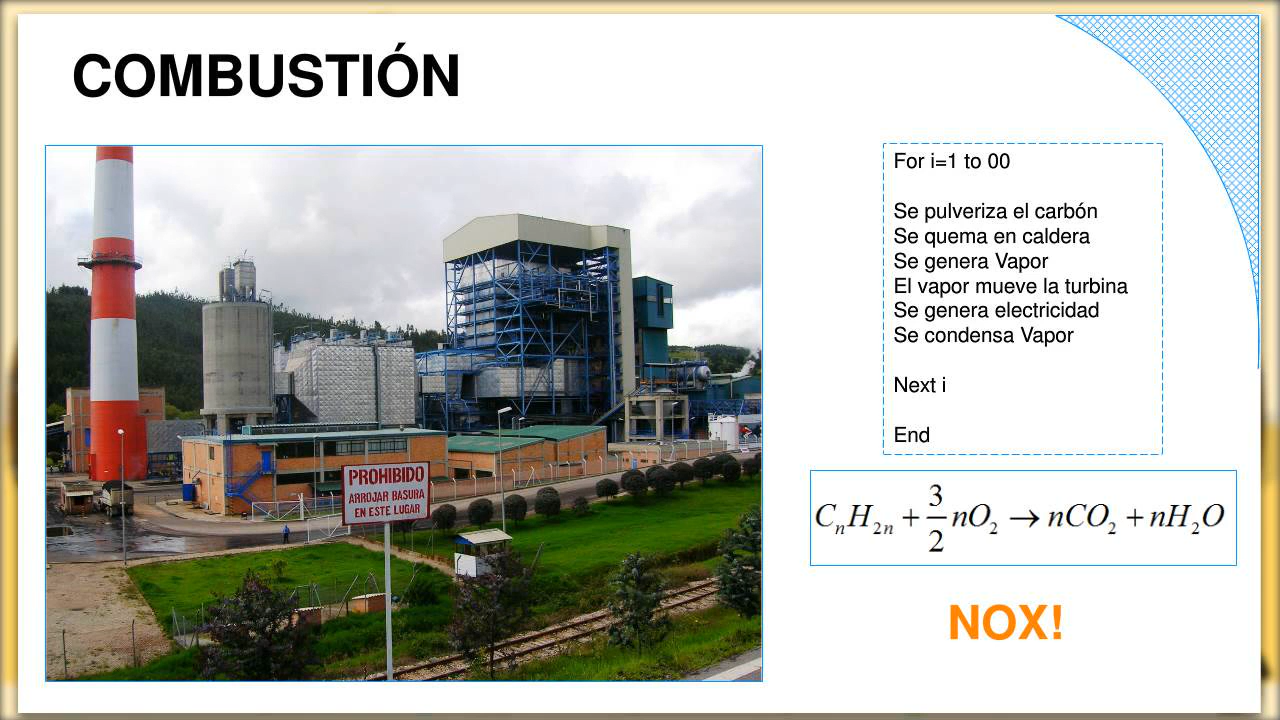 COMBUSTIÓN
PROHIBIDO
ARROJAR BASURA
EN ESTE LUGAR
For i=1 to 00
Se pulveriza el carbón
Se quema en caldera
Se genera Vapor
El vapor mueve la turbina
Se genera electricidad
Se condensa Vapor
Next i
End
CₙH₂ₙ + 3/2 nO₂ → nCO₂ + nH₂O
NOX!